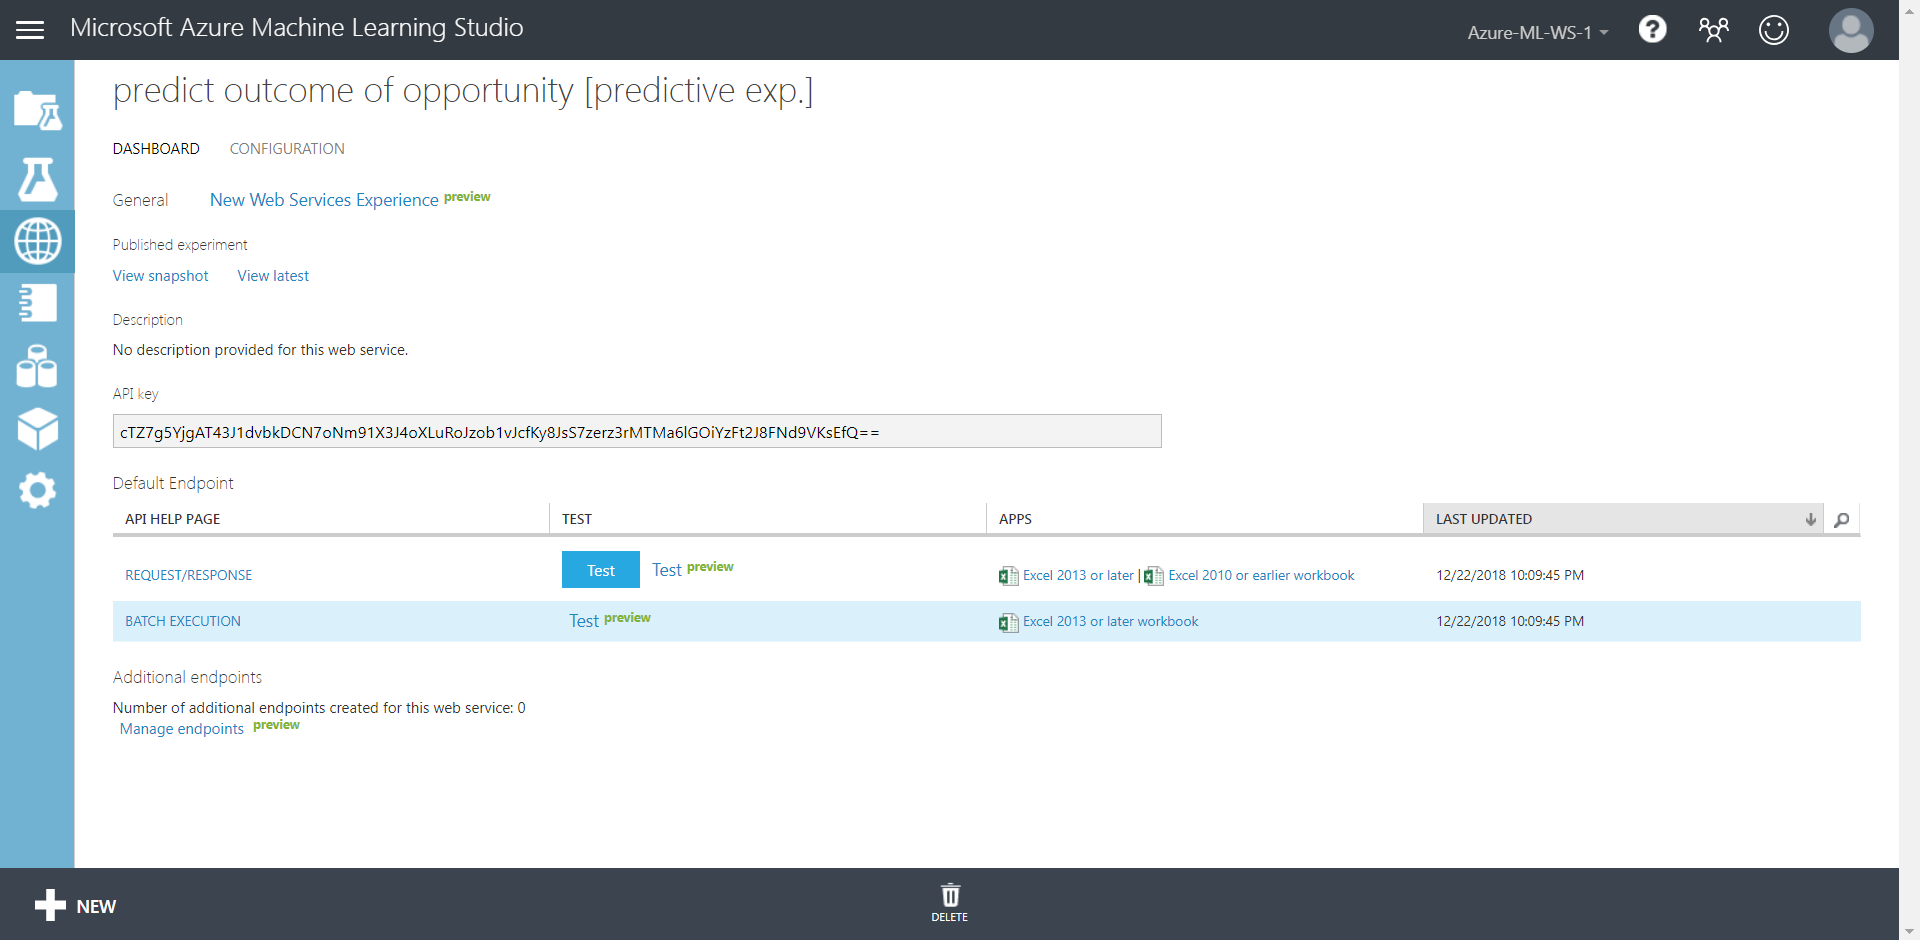 Microsoft Azure Machine Learning Studio
Azure-ML-WS-1
predict outcome of opportunity [predictive exp.]
DASHBOARD CONFIGURATION
General New Web Services Experience preview
Published experiment
View snapshot View latest
Description
No description provided for this web service.
API key
cTZ7g5YjgAT43J1dvbkDCN7oNm91X3J4oXLuRoJzob1vJcfKy8JsS7zerz3rMTMa6lGOiYzFt2J8FNd9VKsEfQ==
Default Endpoint
API HELP PAGE TEST APPS LAST UPDATED
REQUEST/RESPONSE Test Test preview Excel 2013 or later | Excel 2010 or earlier workbook 12/22/2018 10:09:45 PM
BATCH EXECUTION Test preview Excel 2013 or later workbook 12/22/2018 10:09:45 PM
Additional endpoints
Number of additional endpoints created for this web service: 0
Manage endpoints preview
NEW
DELETE